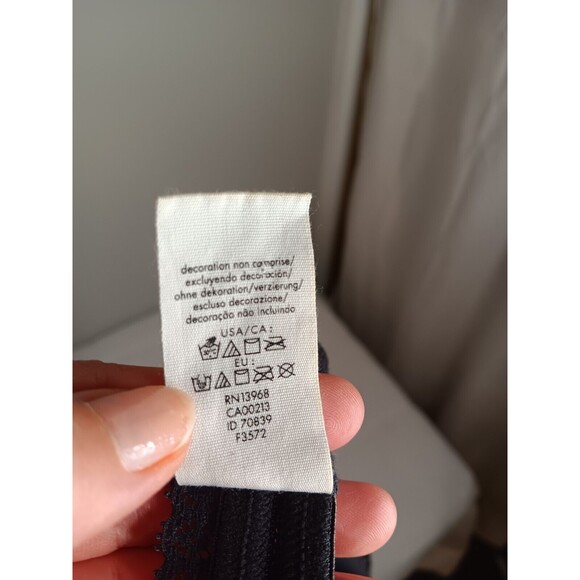 decoration non comprise/
excluyendo decoración/
ohne dekoration/verzierung/
escluso decorazione/
decoração não incluindo
USA/CA :
EU :
RN13968
CA00213
ID 70839
F3572